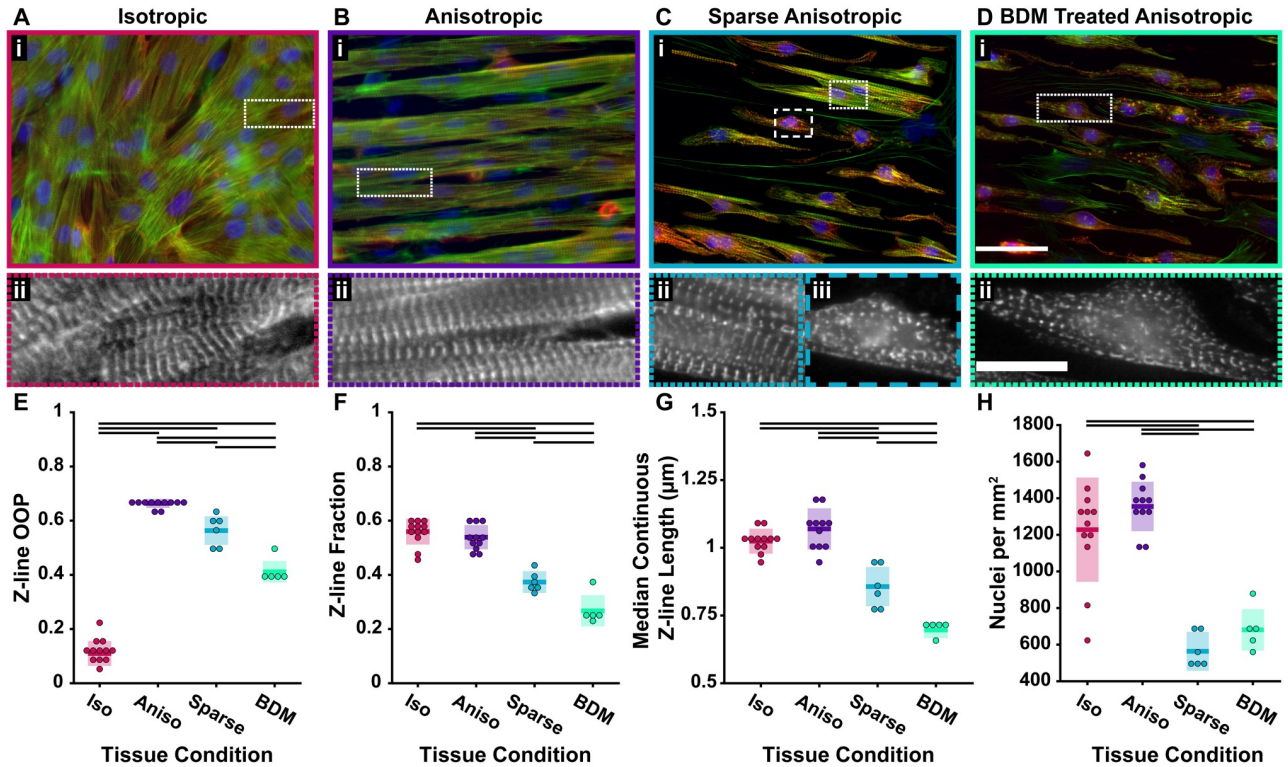 A Isotropic B Anisotropic C Sparse Anisotropic D BDM Treated Anisotropic
i i i i
ii ii ii iii ii
E F G H
Z-line OOP
1
0.8
0.6
0.4
0.2
0
Iso Aniso Sparse BDM
Tissue Condition
Z-line Fraction
1
0.8
0.6
0.4
0.2
0
Iso Aniso Sparse BDM
Tissue Condition
Median Continuous
Z-line Length (μm)
1.5
1.25
1
0.75
0.5
Iso Aniso Sparse BDM
Tissue Condition
Nuclei per mm²
1800
1600
1400
1200
1000
800
600
400
Iso Aniso Sparse BDM
Tissue Condition